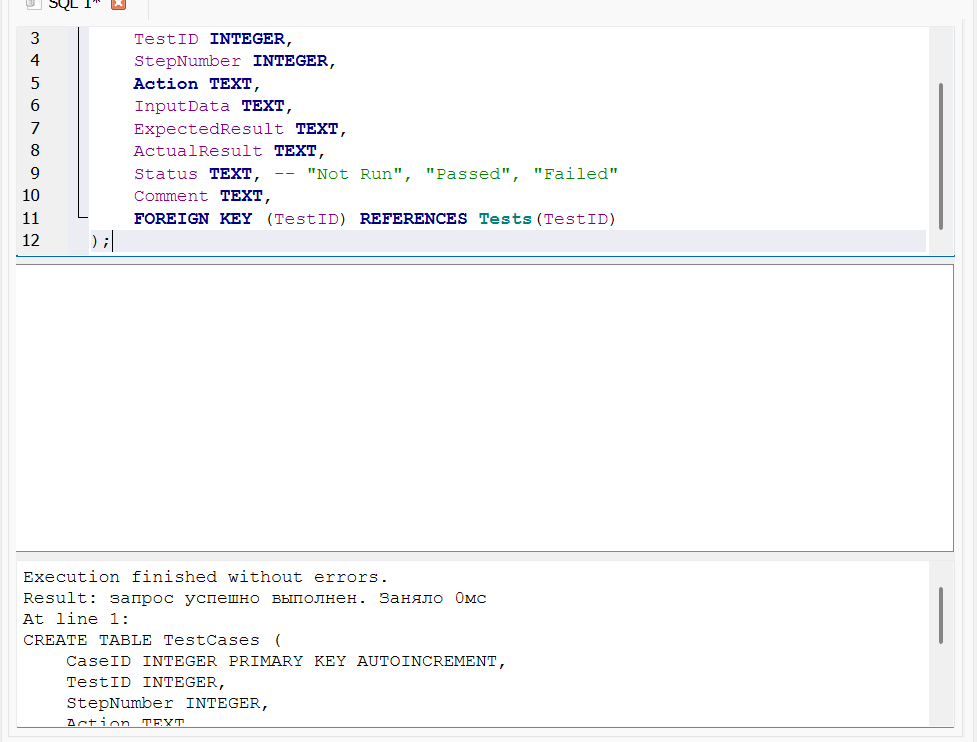 SQL 1*
3 TestID INTEGER,
4 StepNumber INTEGER,
5 Action TEXT,
6 InputData TEXT,
7 ExpectedResult TEXT,
8 ActualResult TEXT,
9 Status TEXT, -- "Not Run", "Passed", "Failed"
10 Comment TEXT,
11 FOREIGN KEY (TestID) REFERENCES Tests(TestID)
12 );
Execution finished without errors.
Result: запрос успешно выполнен. Заняло 0мс
At line 1:
CREATE TABLE TestCases (
CaseID INTEGER PRIMARY KEY AUTOINCREMENT,
TestID INTEGER,
StepNumber INTEGER,
Action TEXT